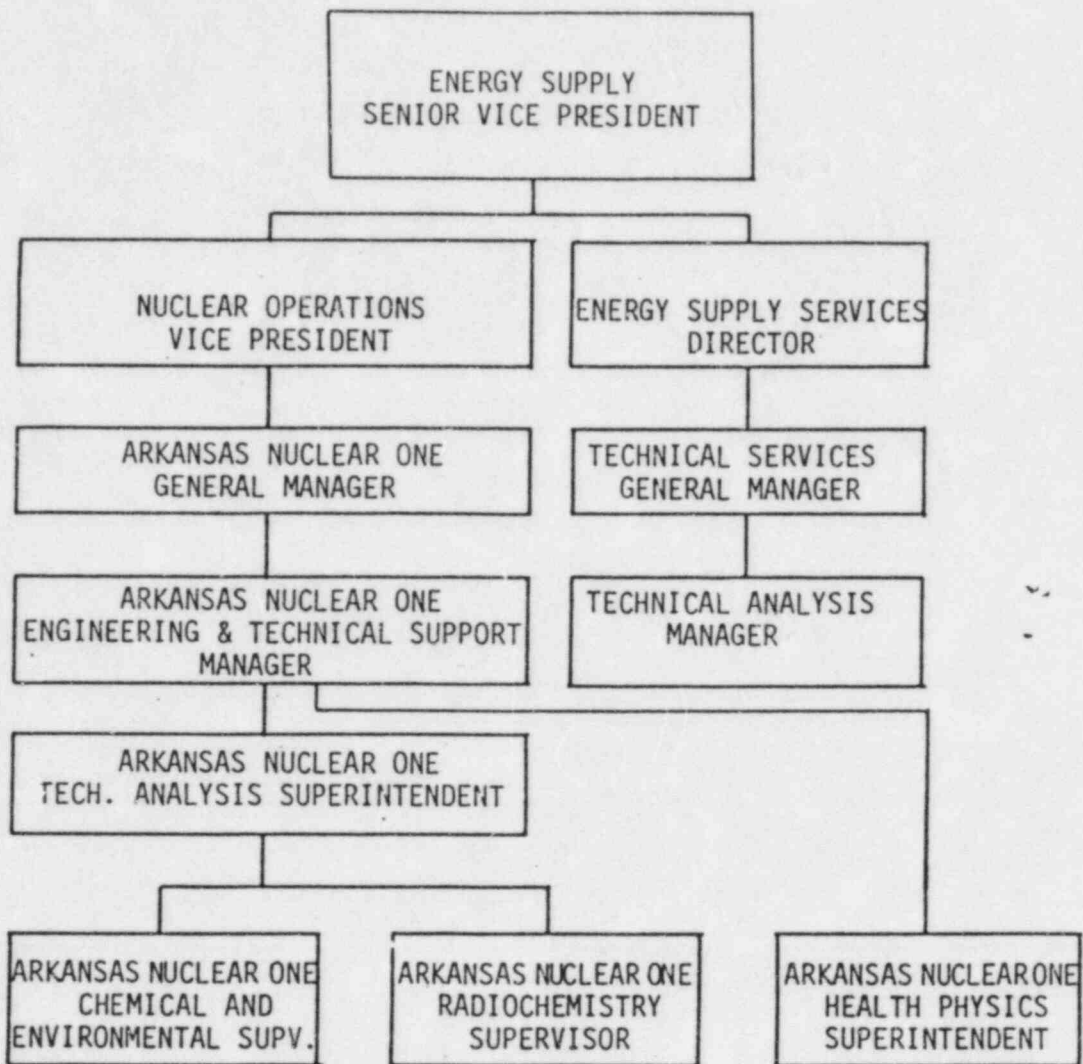 ENERGY SUPPLY
SENIOR VICE PRESIDENT
NUCLEAR OPERATIONS
VICE PRESIDENT
ENERGY SUPPLY SERVICES
DIRECTOR
ARKANSAS NUCLEAR ONE
GENERAL MANAGER
TECHNICAL SERVICES
GENERAL MANAGER
ARKANSAS NUCLEAR ONE
ENGINEERING & TECHNICAL SUPPORT
MANAGER
TECHNICAL ANALYSIS
MANAGER
ARKANSAS NUCLEAR ONE
TECH. ANALYSIS SUPERINTENDENT
ARKANSAS NUCLEAR ONE
CHEMICAL AND
ENVIRONMENTAL SUPV.
ARKANSAS NUCLEAR ONE
RADIOCHEMISTRY
SUPERVISOR
ARKANSAS NUCLEAR ONE
HEALTH PHYSICS
SUPERINTENDENT